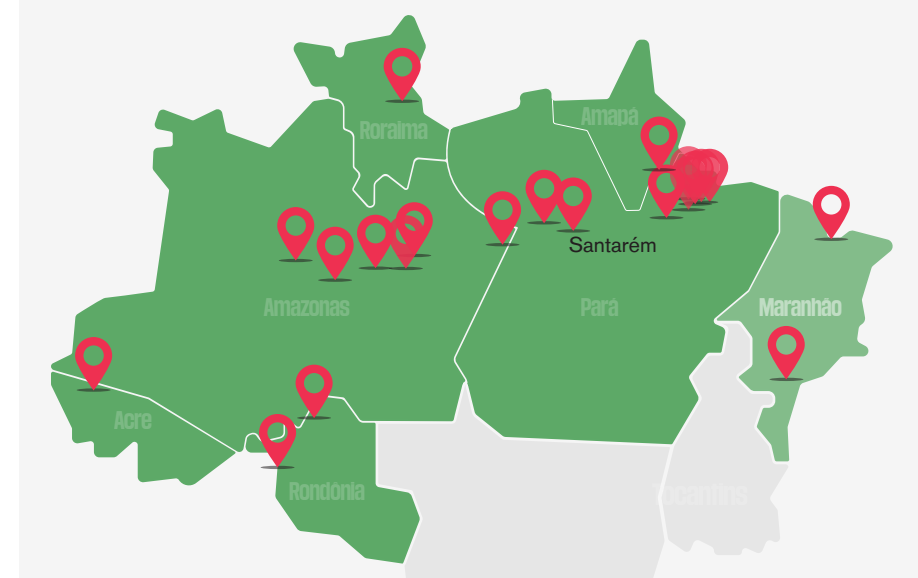 Amapá
Roraima
Santarém
Amazonas
Pará
Maranhão
Acre
Rondônia
Tocantins